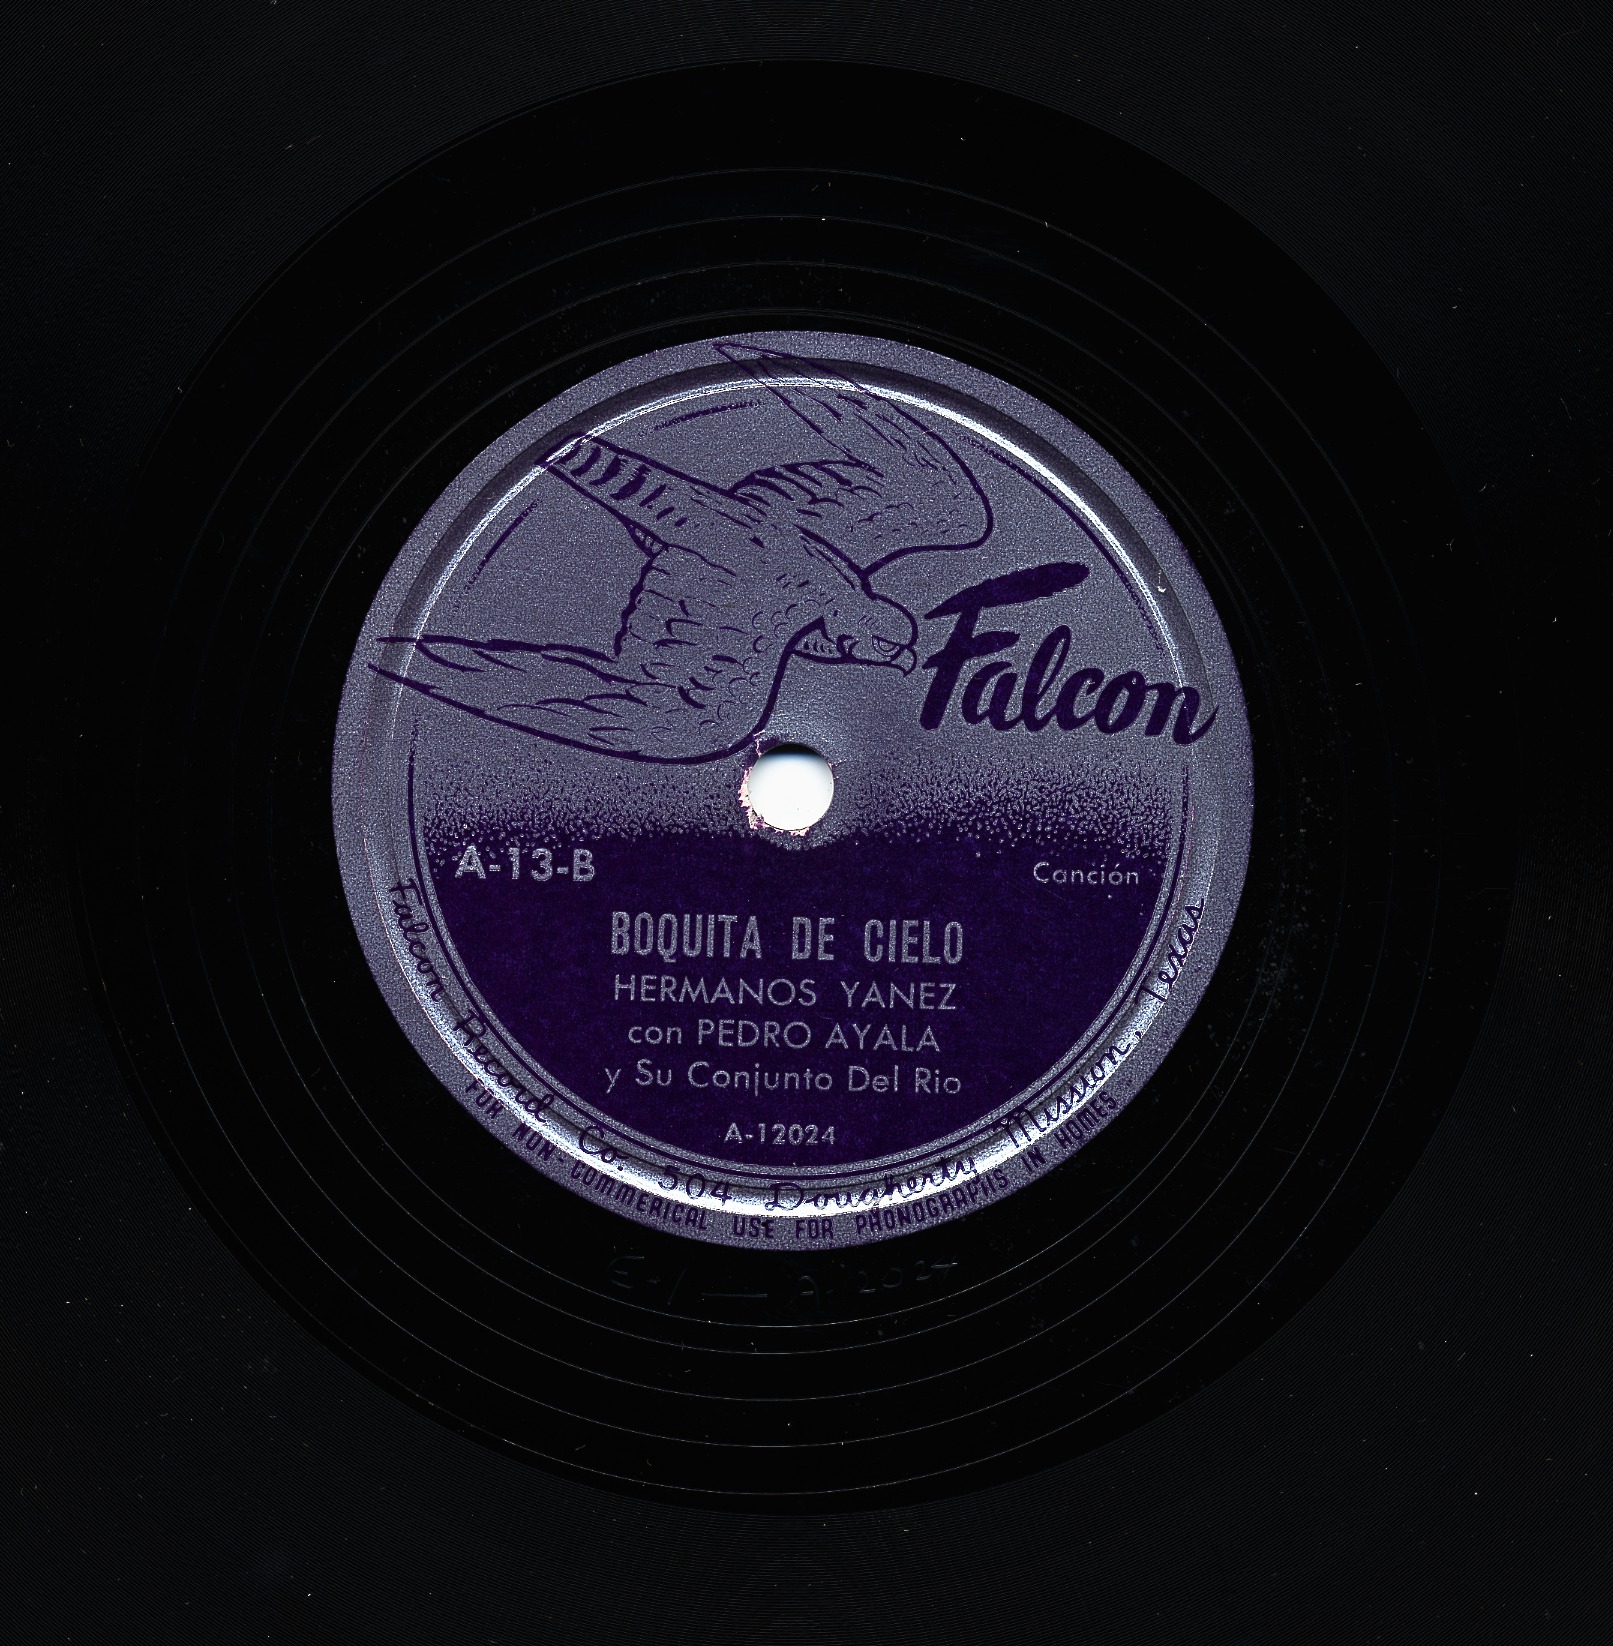 Falcon
A-13-B
Canción
BOQUITA DE CIELO
HERMANOS YANEZ
con PEDRO AYALA
y Su Conjunto Del Rio
A-12024
Falcon Record Co. 504 Dougherty Mission, Texas
FOR NON-COMMERICAL USE FOR PHONOGRAPHS IN HOMES